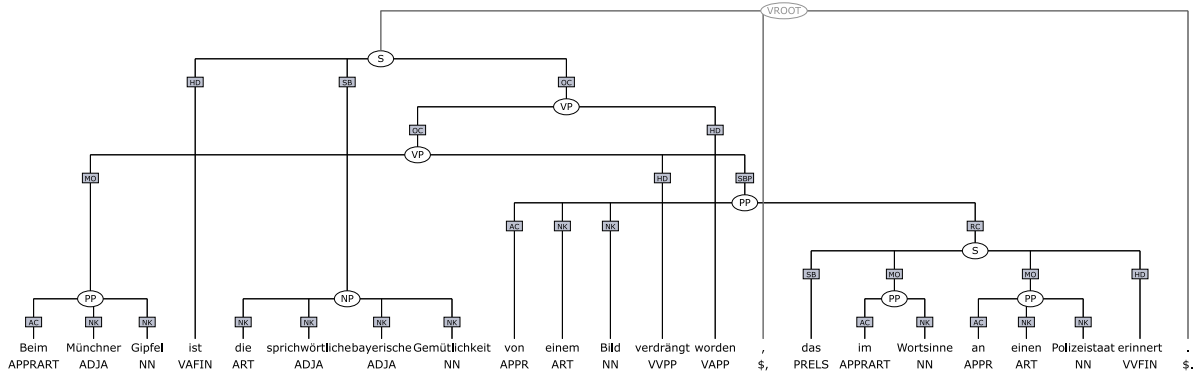 VROOT
S
HD SB OC
VP
OC HD
VP
MO HD SBP
PP
AC NK NK RC
S
SB MO MO HD
PP NP PP PP
AC NK NK NK NK NK NK AC NK AC NK NK
Beim Münchner Gipfel ist die sprichwörtliche bayerische Gemütlichkeit von einem Bild verdrängt worden , das im Wortsinne an einen Polizeistaat erinnert .
APPRART ADJA NN VAFIN ART ADJA ADJA NN APPR ART NN VVPP VAPP $, PRELS APPRART NN APPR ART NN VVFIN $.